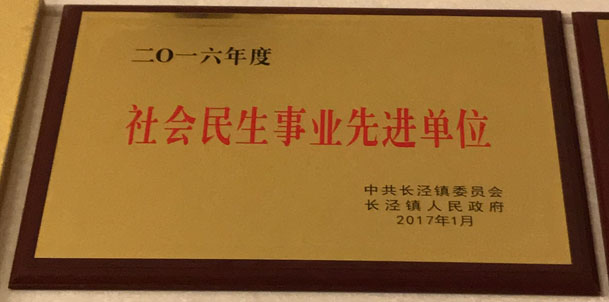 二〇一六年度
社会民生事业先进单位
中共长泾镇委员会
长泾镇人民政府
2017年1月